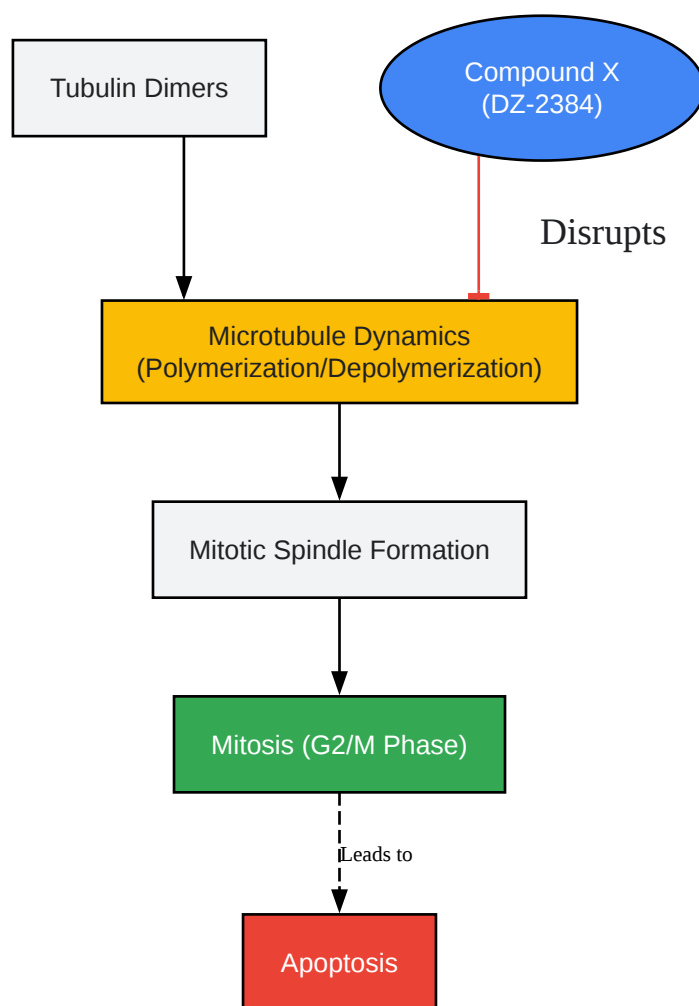 Tubulin Dimers
Compound X
(DZ-2384)
Disrupts
Microtubule Dynamics
(Polymerization/Depolymerization)
Mitotic Spindle Formation
Mitosis (G2/M Phase)
Leads to
Apoptosis